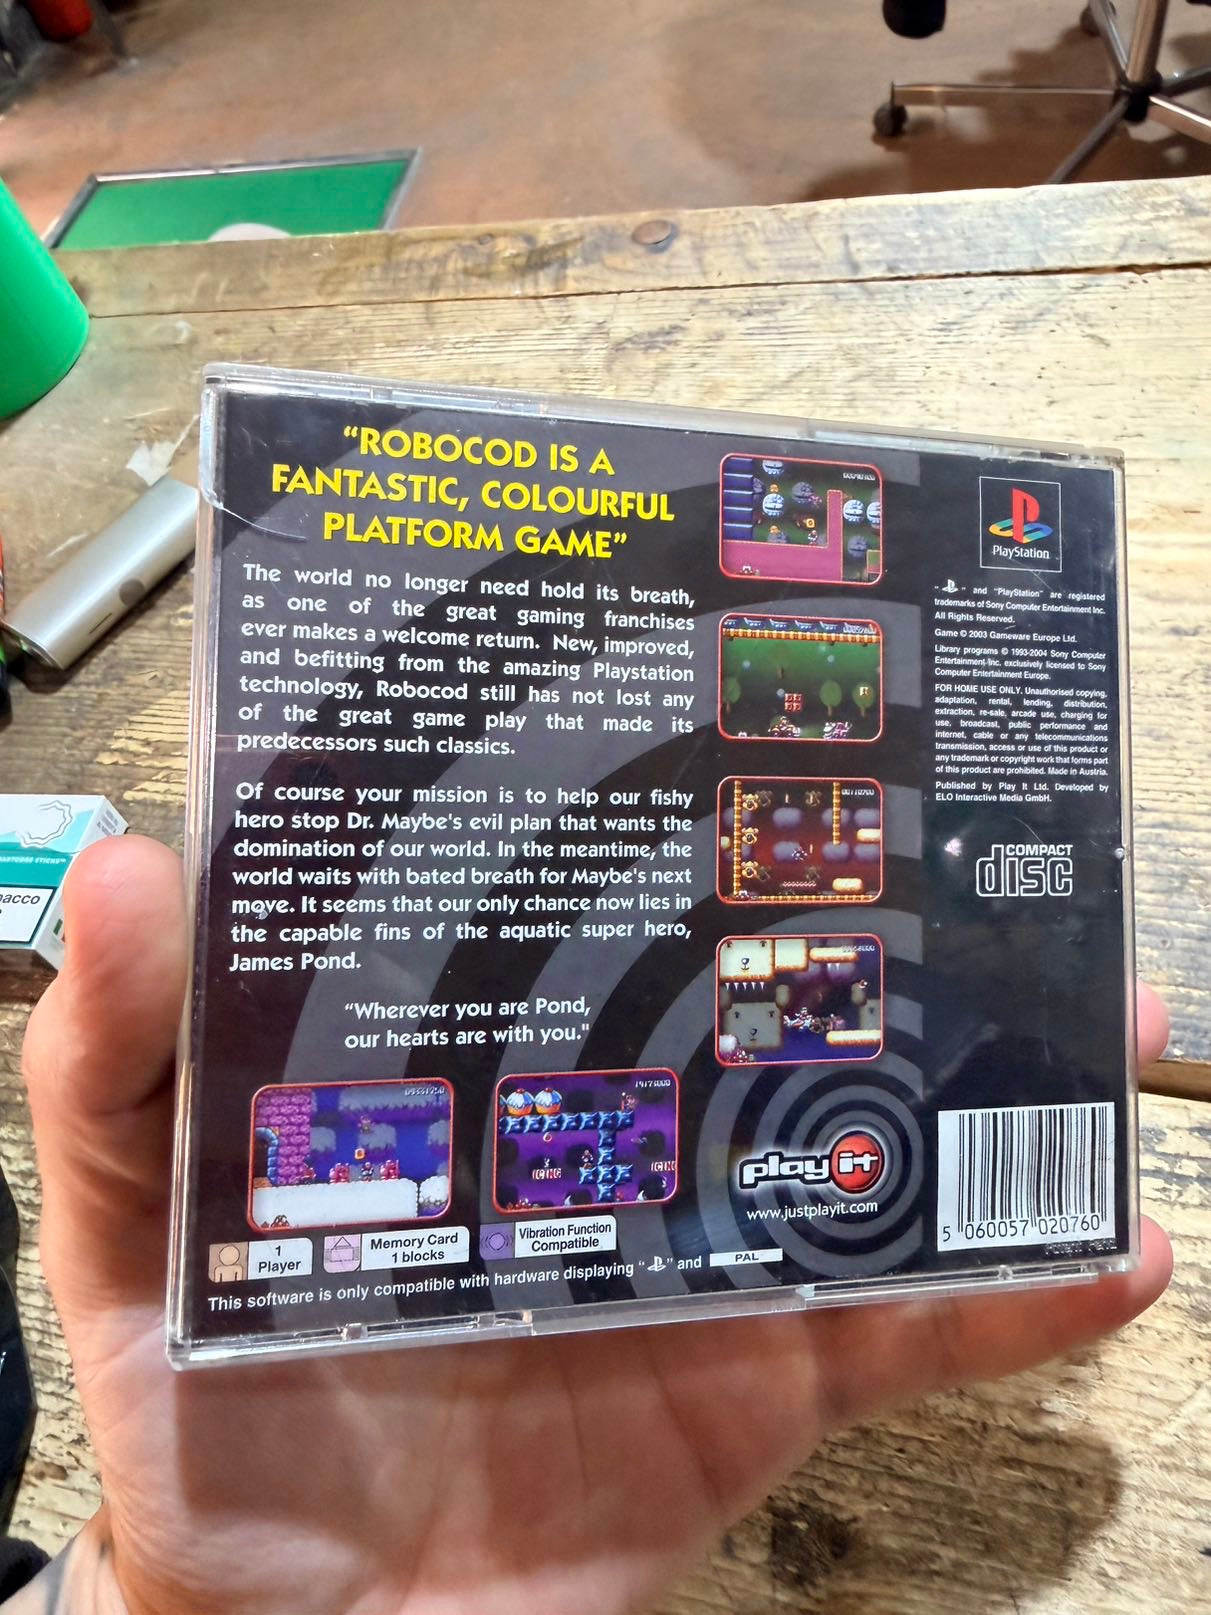 “ROBOCOD IS A
FANTASTIC, COLOURFUL
PLATFORM GAME”
The world no longer need hold its breath,
as one of the great gaming franchises
ever makes a welcome return. New, improved,
and befitting from the amazing Playstation
technology, Robocod still has not lost any
of the great game play that made its
predecessors such classics.
Of course your mission is to help our fishy
hero stop Dr. Maybe's evil plan that wants the
domination of our world. In the meantime, the
world waits with bated breath for Maybe's next
move. It seems that our only chance now lies in
the capable fins of the aquatic super hero,
James Pond.
“Wherever you are Pond,
our hearts are with you."
1
Player
Memory Card
1 blocks
Vibration Function
Compatible
This software is only compatible with hardware displaying “ ” and PAL
play it
www.justplayit.com
PlayStation
“ ” and "PlayStation" are registered
trademarks of Sony Computer Entertainment Inc.
All Rights Reserved.
Game © 2003 Gameware Europe Ltd.
Library programs © 1993-2004 Sony Computer
Entertainment Inc. exclusively licensed to Sony
Computer Entertainment Europe.
FOR HOME USE ONLY. Unauthorised copying,
adaptation, rental, lending, distribution,
extraction, re-sale, arcade use, charging for
use, broadcast, public performance and
internet, cable or any telecommunications
transmission, access or use of this product or
any trademark or copyright work that forms part
of this product are prohibited. Made in Austria.
Published by Play It Ltd. Developed by
ELO Interactive Media GmbH.
COMPACT
disc
5 060057 020760